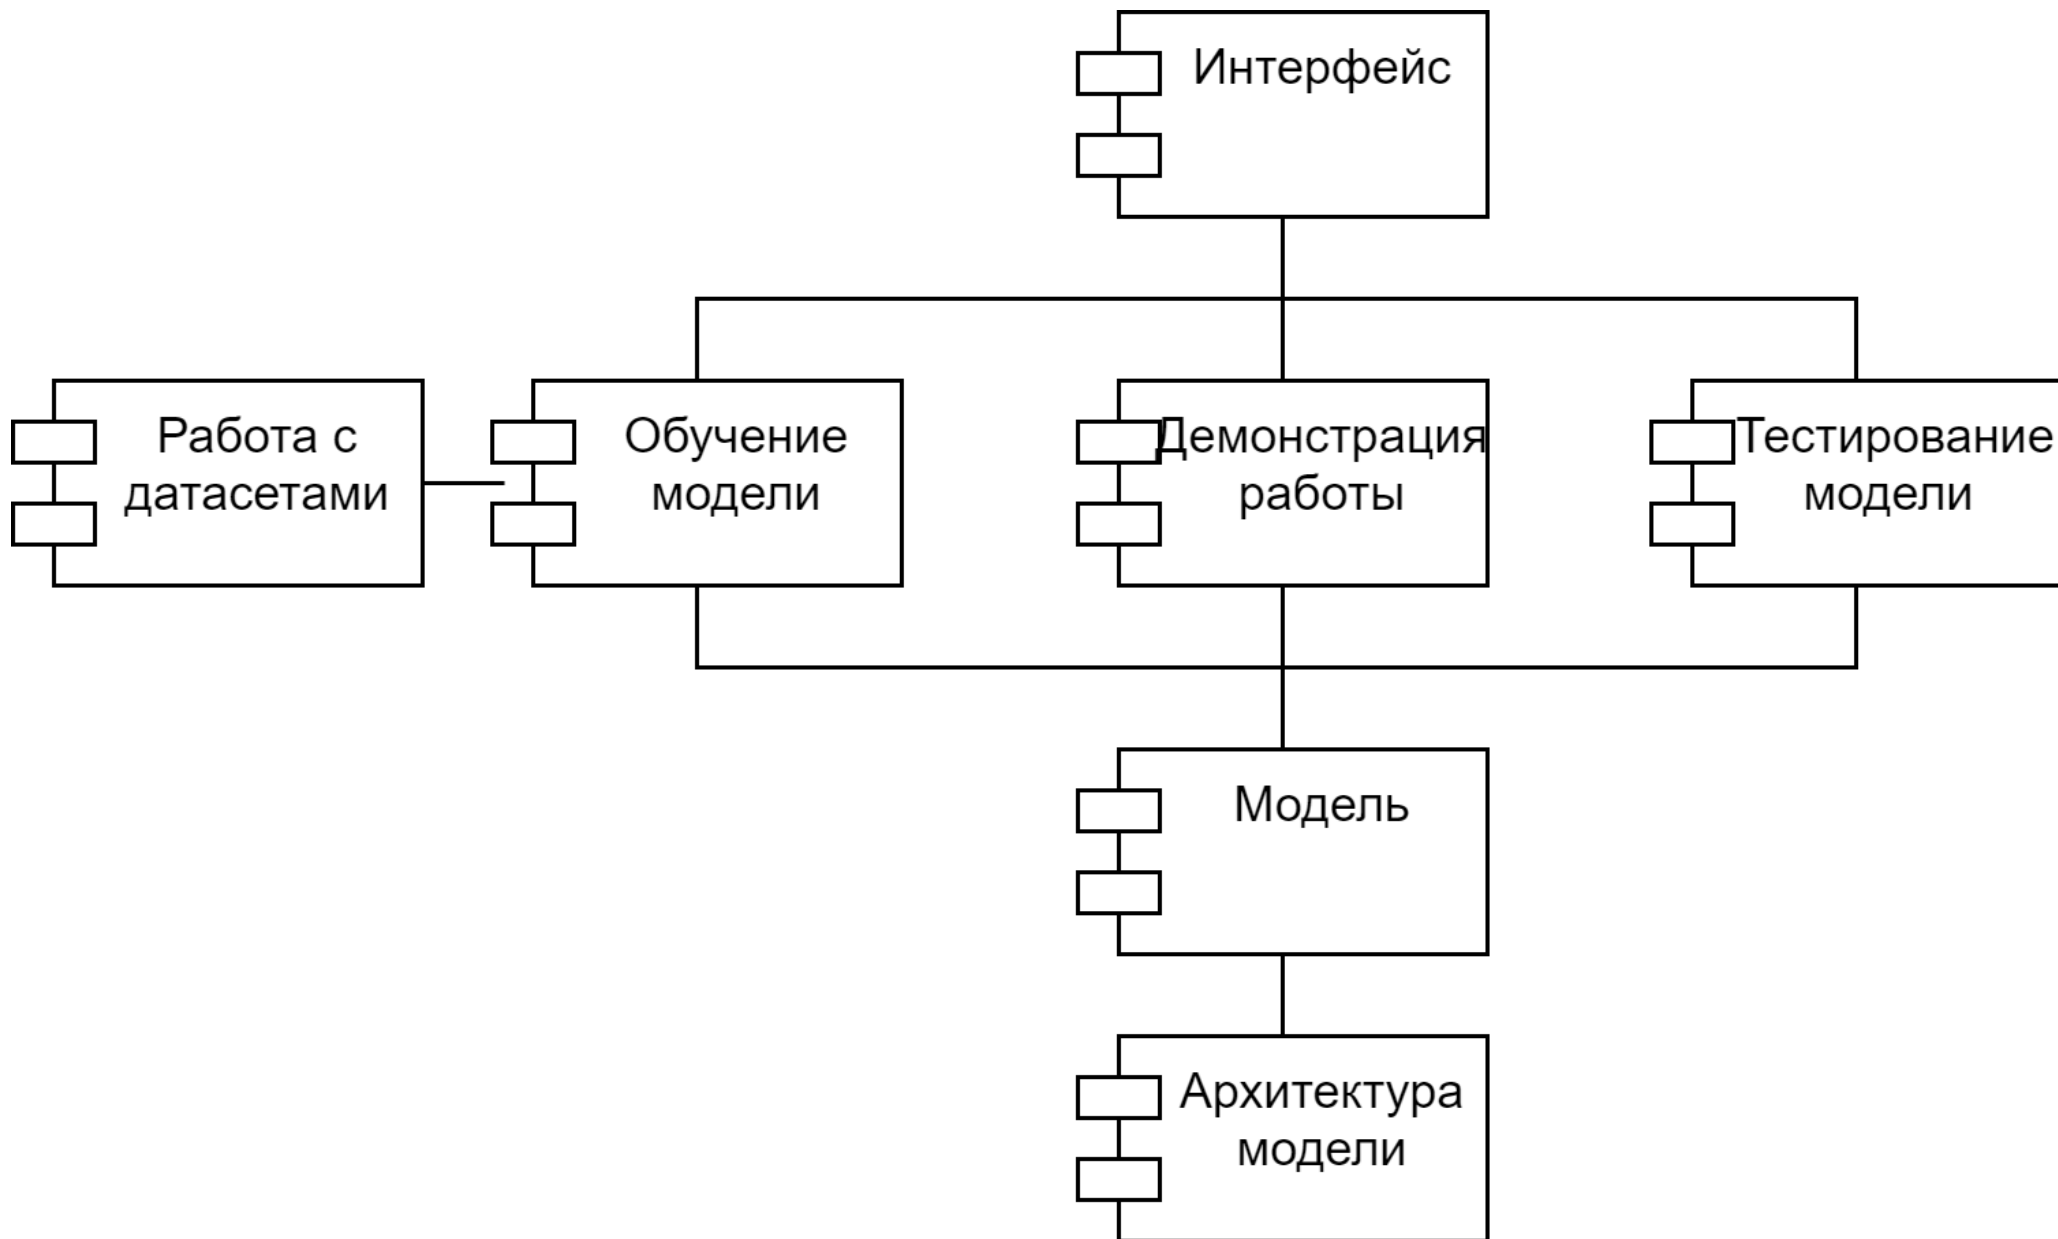 Интерфейс
Работа с
датасетами
Обучение
модели
Демонстрация
работы
Тестирование
модели
Модель
Архитектура
модели